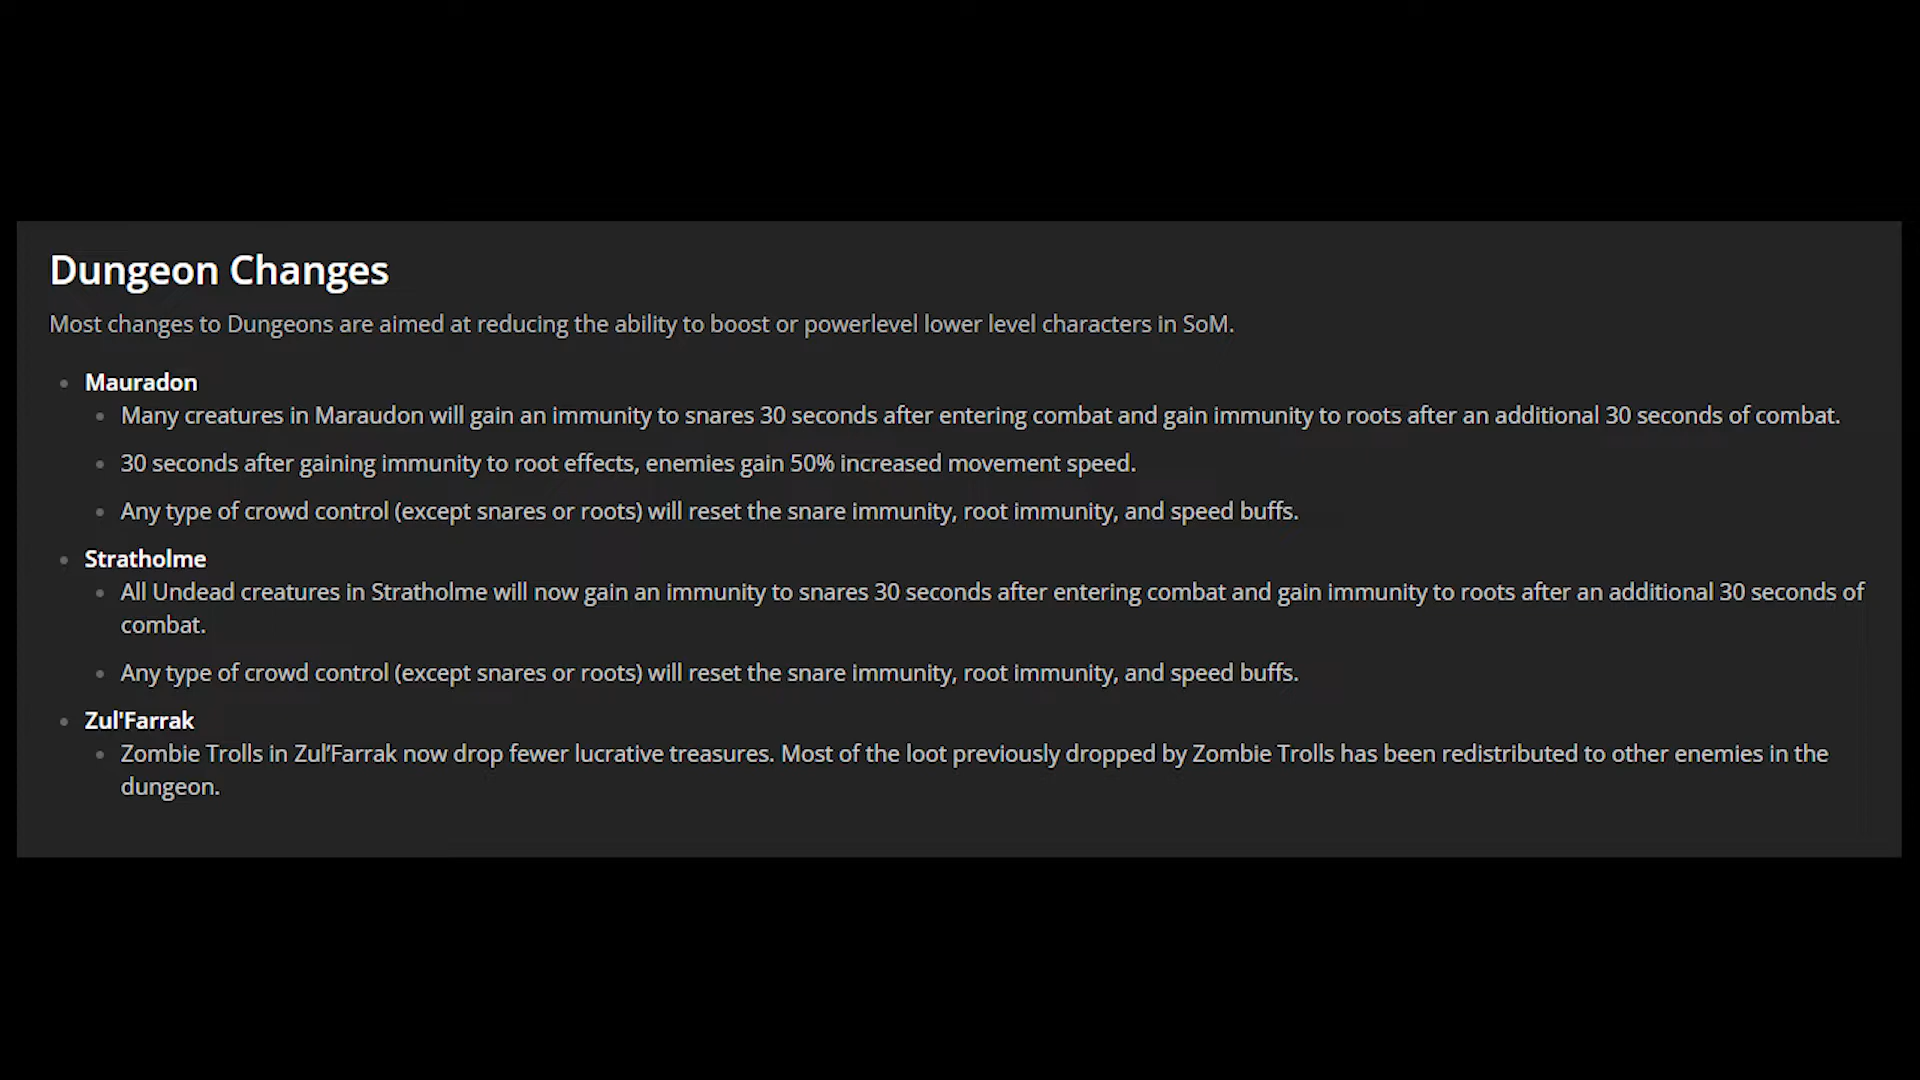 Dungeon Changes
Most changes to Dungeons are aimed at reducing the ability to boost or powerlevel lower level characters in SoM.
Mauradon
Many creatures in Maraudon will gain an immunity to snares 30 seconds after entering combat and gain immunity to roots after an additional 30 seconds of combat.
30 seconds after gaining immunity to root effects, enemies gain 50% increased movement speed.
Any type of crowd control (except snares or roots) will reset the snare immunity, root immunity, and speed buffs.
Stratholme
All Undead creatures in Stratholme will now gain an immunity to snares 30 seconds after entering combat and gain immunity to roots after an additional 30 seconds of
combat.
Any type of crowd control (except snares or roots) will reset the snare immunity, root immunity, and speed buffs.
Zul'Farrak
Zombie Trolls in Zul’Farrak now drop fewer lucrative treasures. Most of the loot previously dropped by Zombie Trolls has been redistributed to other enemies in the
dungeon.